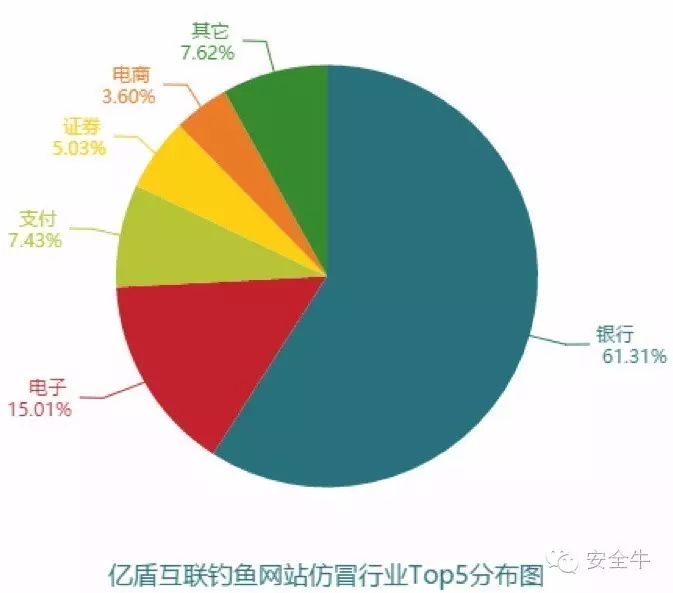 其它
7.62%
电商
3.60%
证券
5.03%
支付
7.43%
电子
15.01%
银行
61.31%
亿盾互联钓鱼网站仿冒行业Top5分布图
安全牛